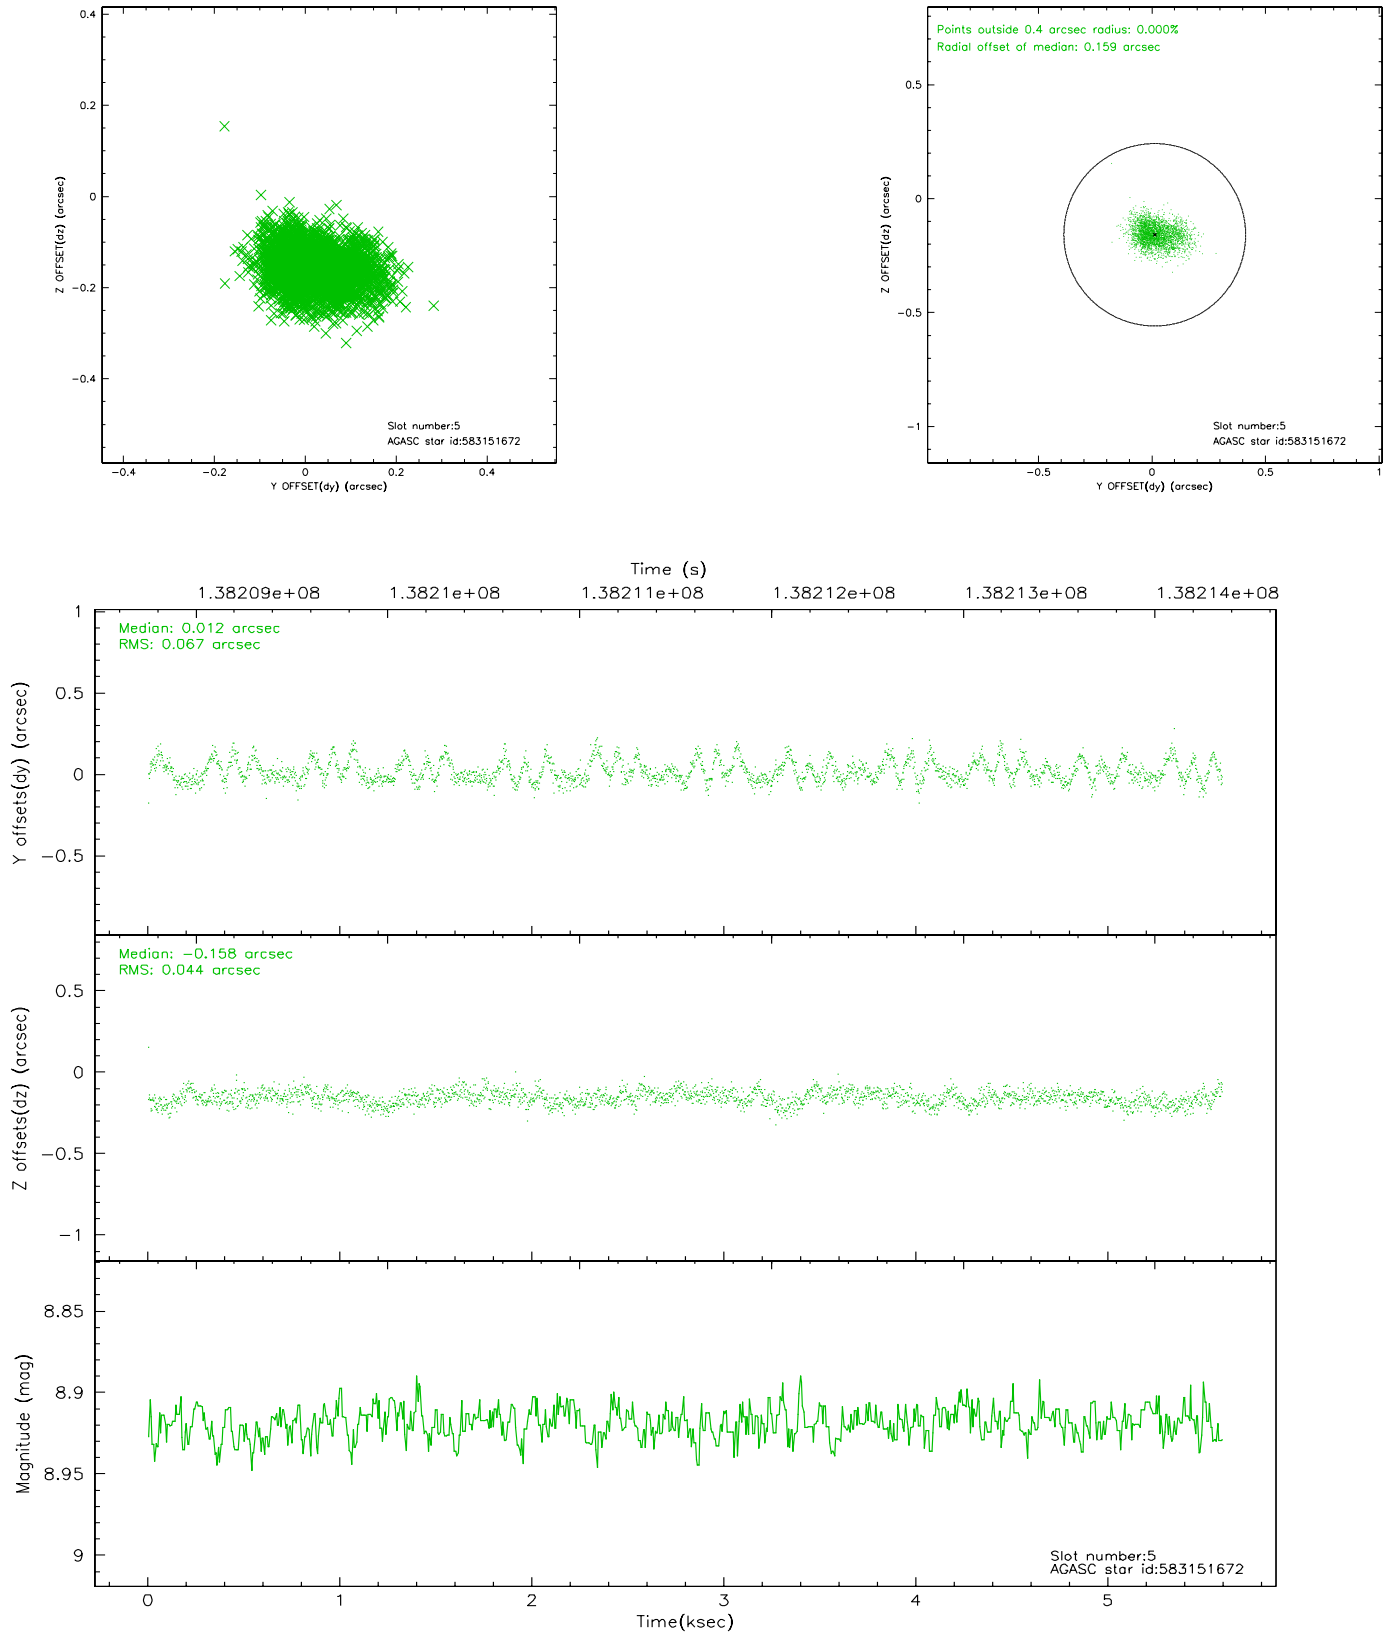 0.4
0.2
0
−0.2
−0.4
Z OFFSET(dz) (arcsec)
Slot number:5
AGASC star id:583151672
−0.4 −0.2 0 0.2 0.4
Y OFFSET(dy) (arcsec)
Points outside 0.4 arcsec radius: 0.000%
Radial offset of median: 0.159 arcsec
0.5
0
−0.5
−1
Z OFFSET(dz) (arcsec)
Slot number:5
AGASC star id:583151672
−0.5 0 0.5 1
Y OFFSET(dy) (arcsec)
Time (s)
1.38209e+08 1.3821e+08 1.38211e+08 1.38212e+08 1.38213e+08 1.38214e+08
Median: 0.012 arcsec
RMS: 0.067 arcsec
1
0.5
0
−0.5
Y offsets(dy) (arcsec)
Median: −0.158 arcsec
RMS: 0.044 arcsec
0.5
0
−0.5
−1
Z offsets(dz) (arcsec)
8.85
8.9
8.95
9
Magnitude (mag)
Slot number:5
AGASC star id:583151672
0 1 2 3 4 5
Time(ksec)